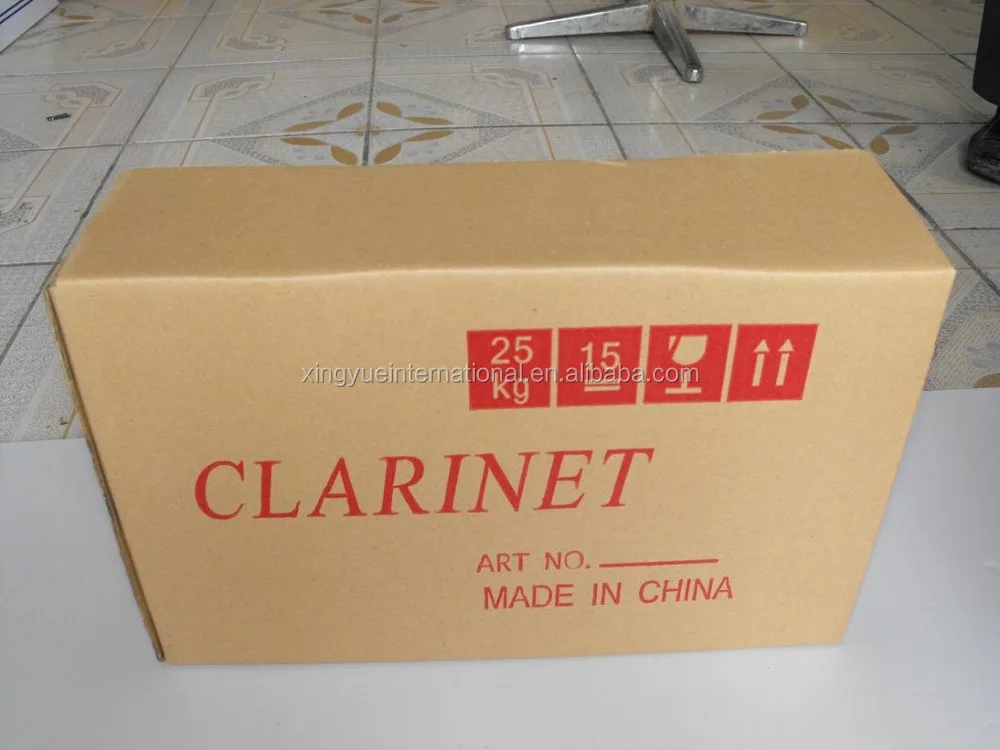 25 kg
15
xingyueinternational.en.alibaba.com
CLARINET
ART NO.
MADE IN CHINA